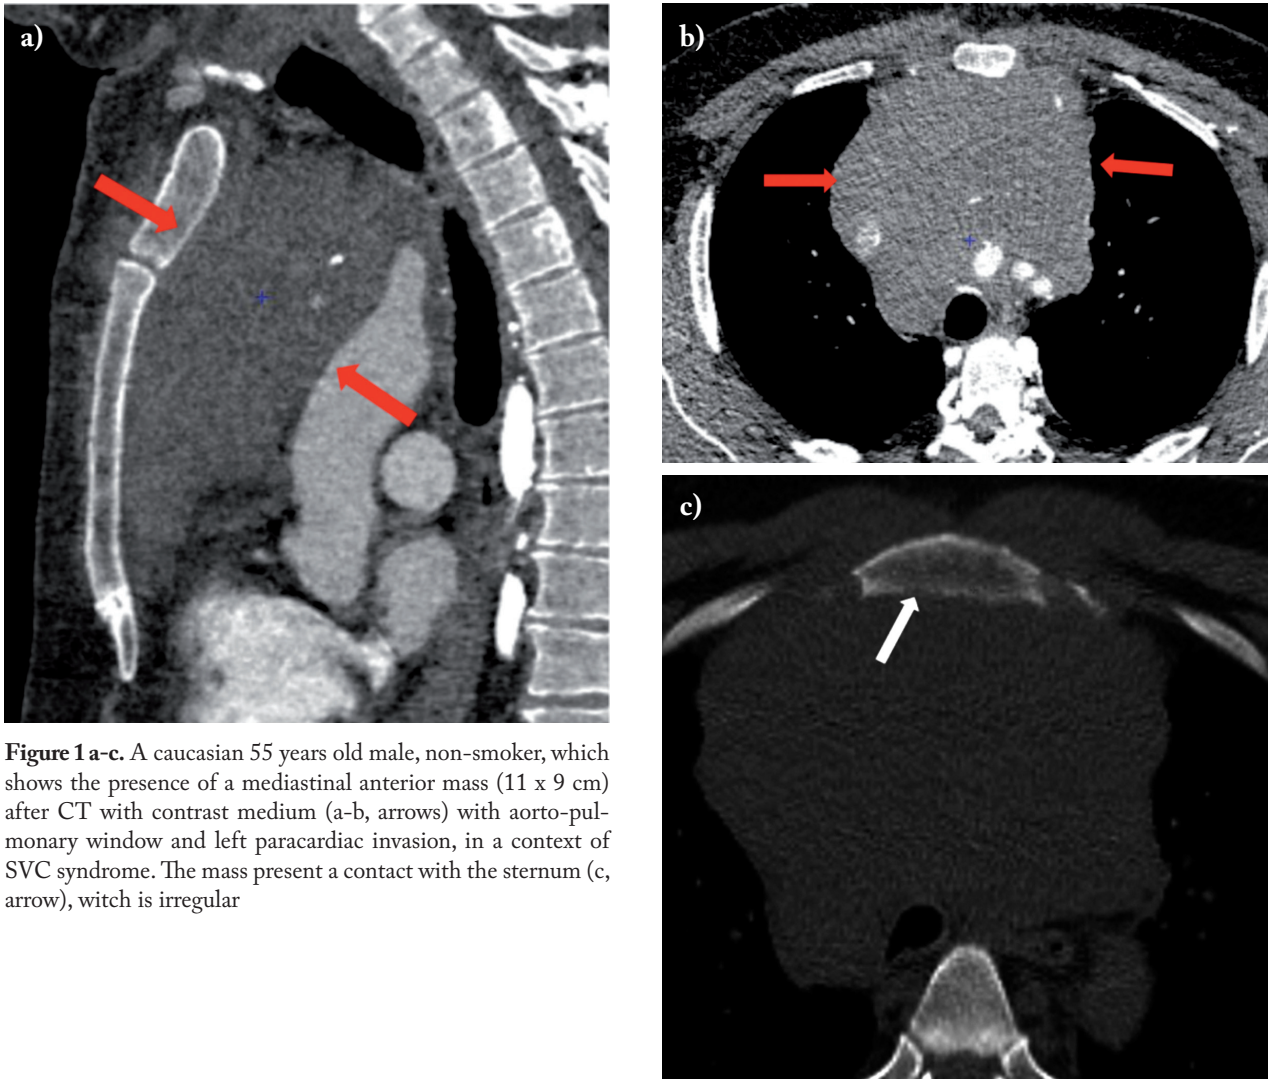 a)
b)
c)
Figure 1 a-c. A caucasian 55 years old male, non-smoker, which
shows the presence of a mediastinal anterior mass (11 x 9 cm)
after CT with contrast medium (a-b, arrows) with aorto-pul-
monary window and left paracardiac invasion, in a context of
SVC syndrome. The mass present a contact with the sternum (c,
arrow), witch is irregular